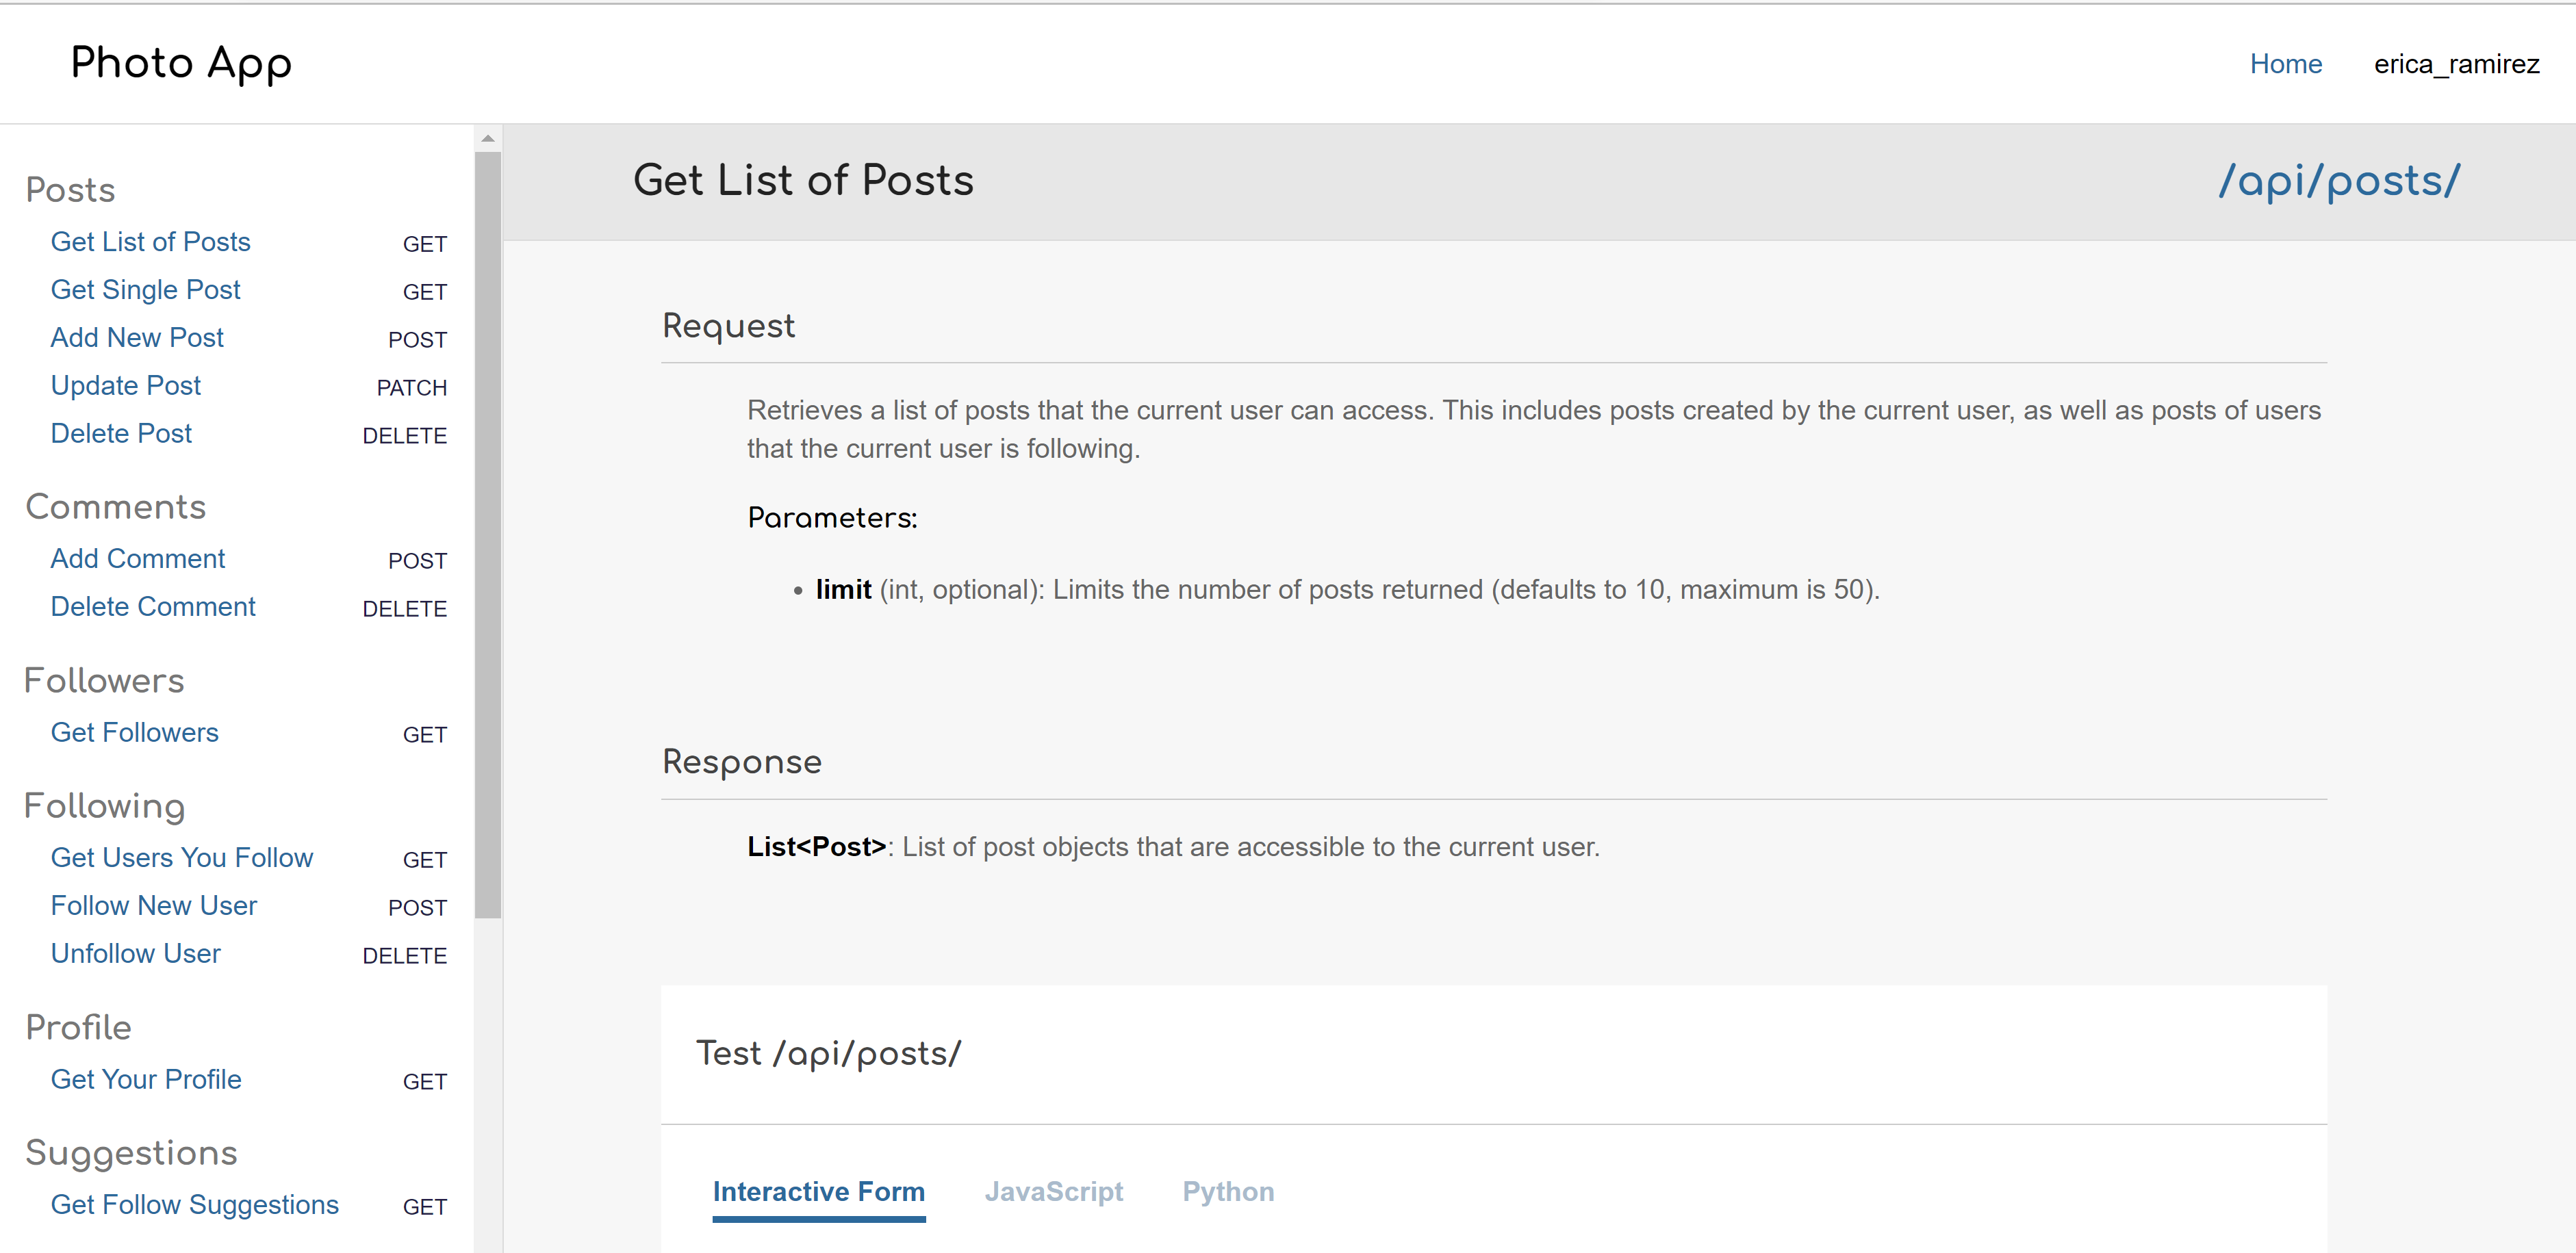 Photo App
Home erica_ramirez
Posts
Get List of Posts GET
Get Single Post GET
Add New Post POST
Update Post PATCH
Delete Post DELETE
Comments
Add Comment POST
Delete Comment DELETE
Followers
Get Followers GET
Following
Get Users You Follow GET
Follow New User POST
Unfollow User DELETE
Profile
Get Your Profile GET
Suggestions
Get Follow Suggestions GET
Get List of Posts /api/posts/
Request
Retrieves a list of posts that the current user can access. This includes posts created by the current user, as well as posts of users
that the current user is following.
Parameters:
• limit (int, optional): Limits the number of posts returned (defaults to 10, maximum is 50).
Response
List<Post>: List of post objects that are accessible to the current user.
Test /api/posts/
Interactive Form JavaScript Python